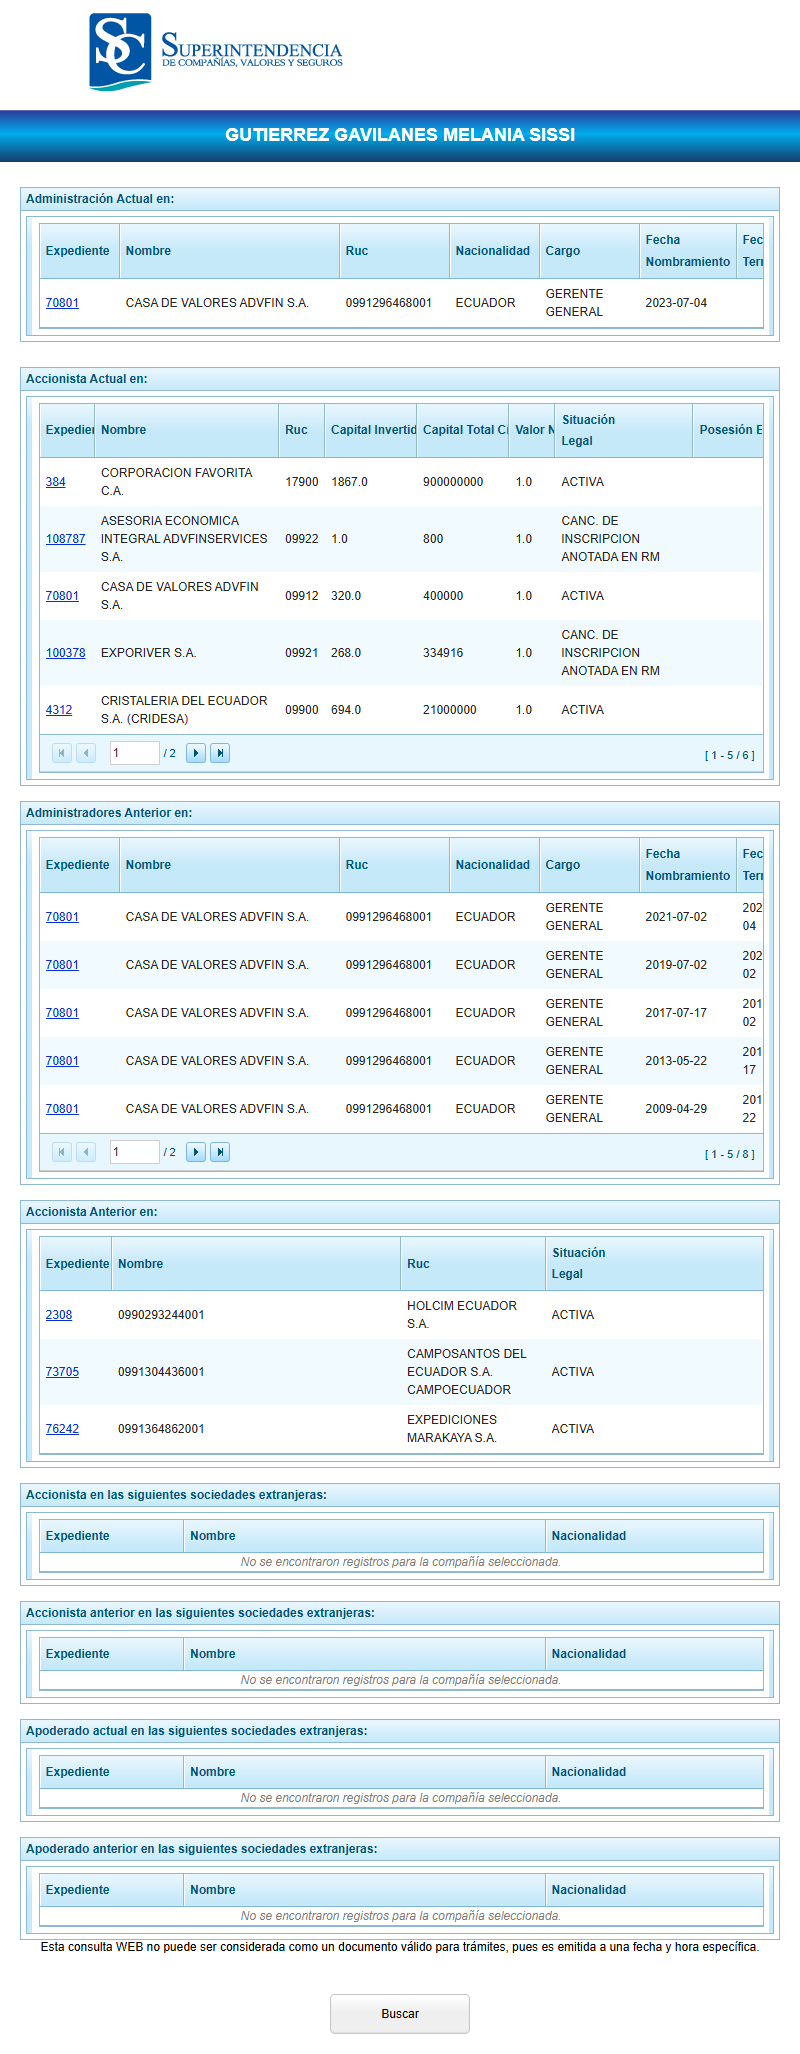 SC SUPERINTENDENCIA
DE COMPAÑÍAS, VALORES Y SEGUROS
GUTIERREZ GAVILANES MELANIA SISSI
Administración Actual en:
Expediente Nombre Ruc Nacionalidad Cargo Fecha Nombramiento Fec Terr
70801 CASA DE VALORES ADVFIN S.A. 0991296468001 ECUADOR GERENTE GENERAL 2023-07-04
Accionista Actual en:
Expedier Nombre Ruc Capital Invertid Capital Total Ci Valor N Situación Legal Posesión E
384 CORPORACION FAVORITA C.A. 17900 1867.0 900000000 1.0 ACTIVA
108787 ASESORIA ECONOMICA INTEGRAL ADVFINSERVICES S.A. 09922 1.0 800 1.0 CANC. DE INSCRIPCION ANOTADA EN RM
70801 CASA DE VALORES ADVFIN S.A. 09912 320.0 400000 1.0 ACTIVA
100378 EXPORIVER S.A. 09921 268.0 334916 1.0 CANC. DE INSCRIPCION ANOTADA EN RM
4312 CRISTALERIA DEL ECUADOR S.A. (CRIDESA) 09900 694.0 21000000 1.0 ACTIVA
1 / 2 [ 1 - 5 / 6 ]
Administradores Anterior en:
Expediente Nombre Ruc Nacionalidad Cargo Fecha Nombramiento Fec Terr
70801 CASA DE VALORES ADVFIN S.A. 0991296468001 ECUADOR GERENTE GENERAL 2021-07-02 202 04
70801 CASA DE VALORES ADVFIN S.A. 0991296468001 ECUADOR GERENTE GENERAL 2019-07-02 202 02
70801 CASA DE VALORES ADVFIN S.A. 0991296468001 ECUADOR GERENTE GENERAL 2017-07-17 201 02
70801 CASA DE VALORES ADVFIN S.A. 0991296468001 ECUADOR GERENTE GENERAL 2013-05-22 201 17
70801 CASA DE VALORES ADVFIN S.A. 0991296468001 ECUADOR GERENTE GENERAL 2009-04-29 201 22
1 / 2 [ 1 - 5 / 8 ]
Accionista Anterior en:
Expediente Nombre Ruc Situación Legal
2308 0990293244001 HOLCIM ECUADOR S.A. ACTIVA
73705 0991304436001 CAMPOSANTOS DEL ECUADOR S.A. CAMPOECUADOR ACTIVA
76242 0991364862001 EXPEDICIONES MARAKAYA S.A. ACTIVA
Accionista en las siguientes sociedades extranjeras:
Expediente Nombre Nacionalidad
No se encontraron registros para la compañía seleccionada.
Accionista anterior en las siguientes sociedades extranjeras:
Expediente Nombre Nacionalidad
No se encontraron registros para la compañía seleccionada.
Apoderado actual en las siguientes sociedades extranjeras:
Expediente Nombre Nacionalidad
No se encontraron registros para la compañía seleccionada.
Apoderado anterior en las siguientes sociedades extranjeras:
Expediente Nombre Nacionalidad
No se encontraron registros para la compañía seleccionada.
Esta consulta WEB no puede ser considerada como un documento válido para trámites, pues es emitida a una fecha y hora específica.
Buscar